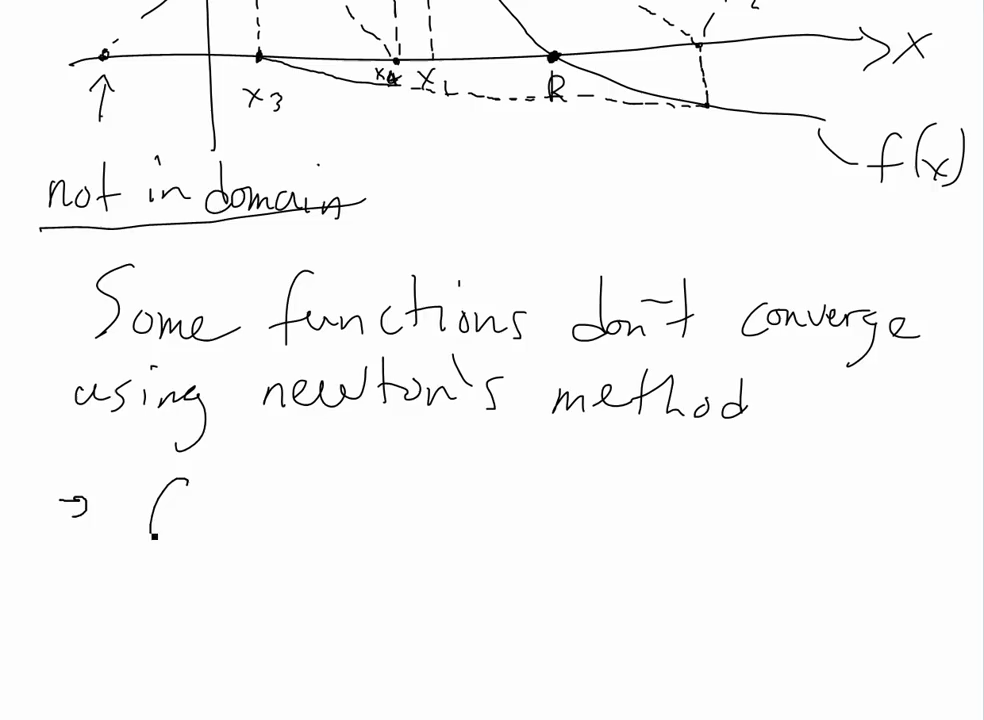 x
x3 x4 x1 R
f(x)
not in domain
Some functions don't converge
using newton's method
→